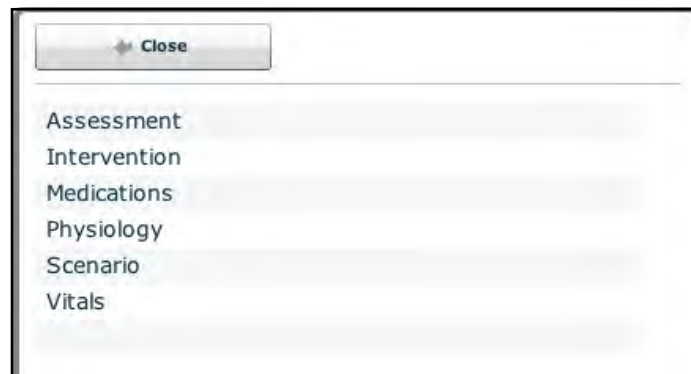 Close
Assessment
Intervention
Medications
Physiology
Scenario
Vitals